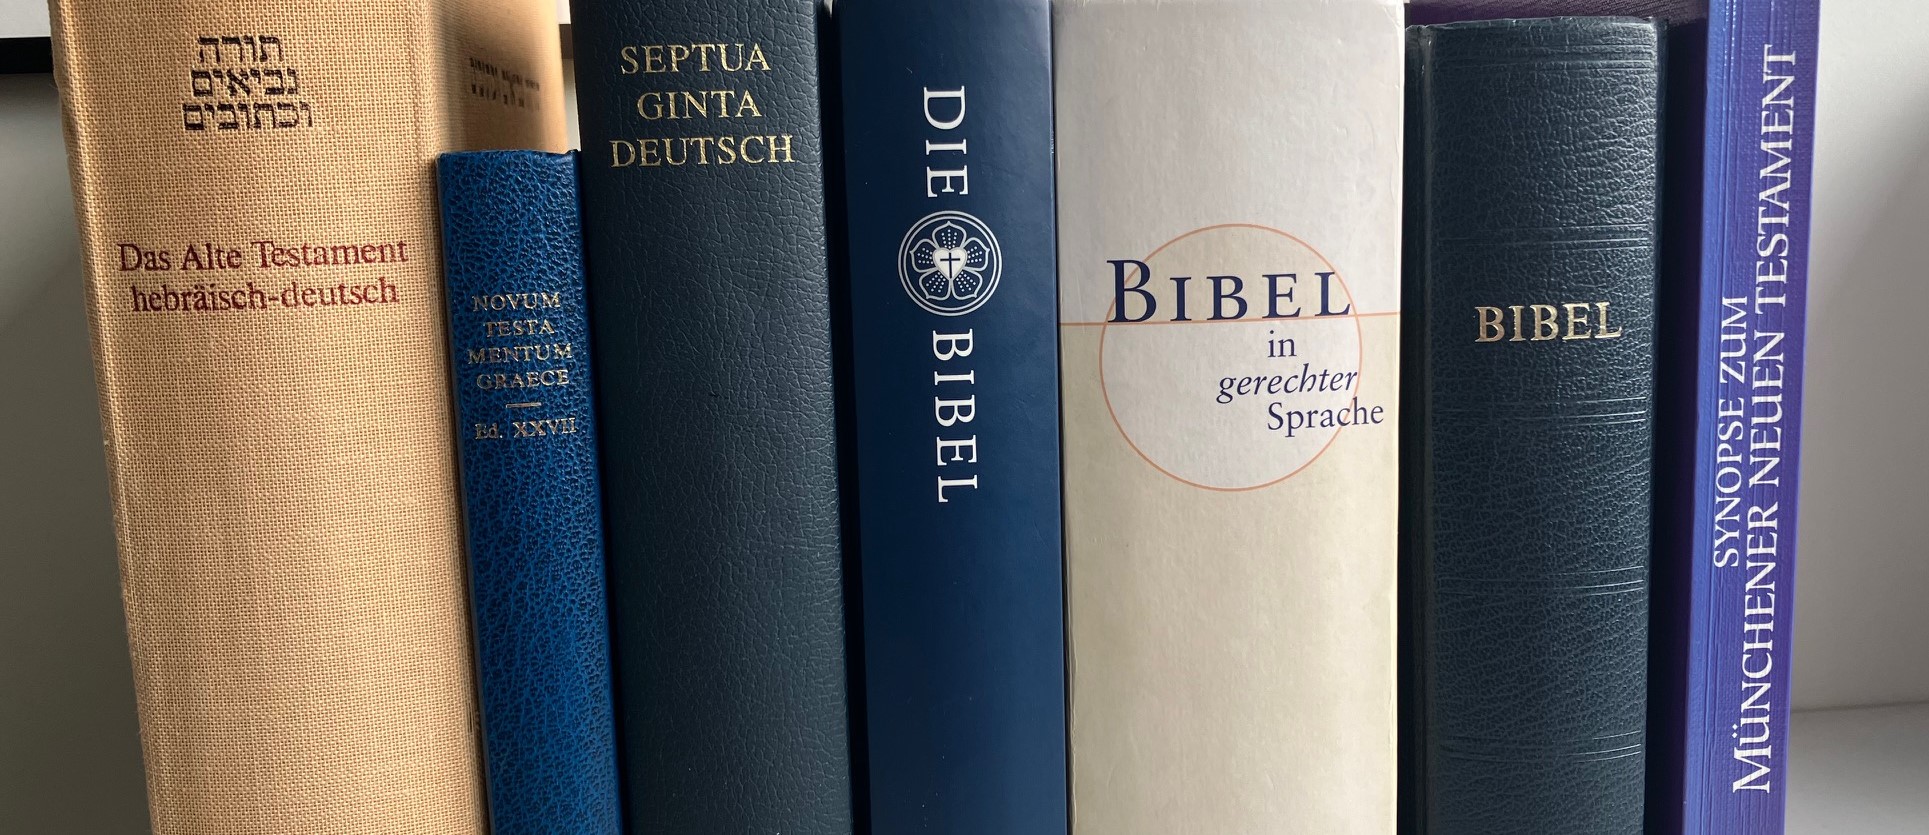 תורה
נביאים
וכתובים
Das Alte Testament
hebräisch-deutsch
NOVUM
TESTA
MENTUM
GRAECE
Ed. XXVII
SEPTUA
GINTA
DEUTSCH
DIE BIBEL
BIBEL
in
gerechter
Sprache
BIBEL
SYNOPSE ZUM
MÜNCHENER NEUEN TESTAMENT